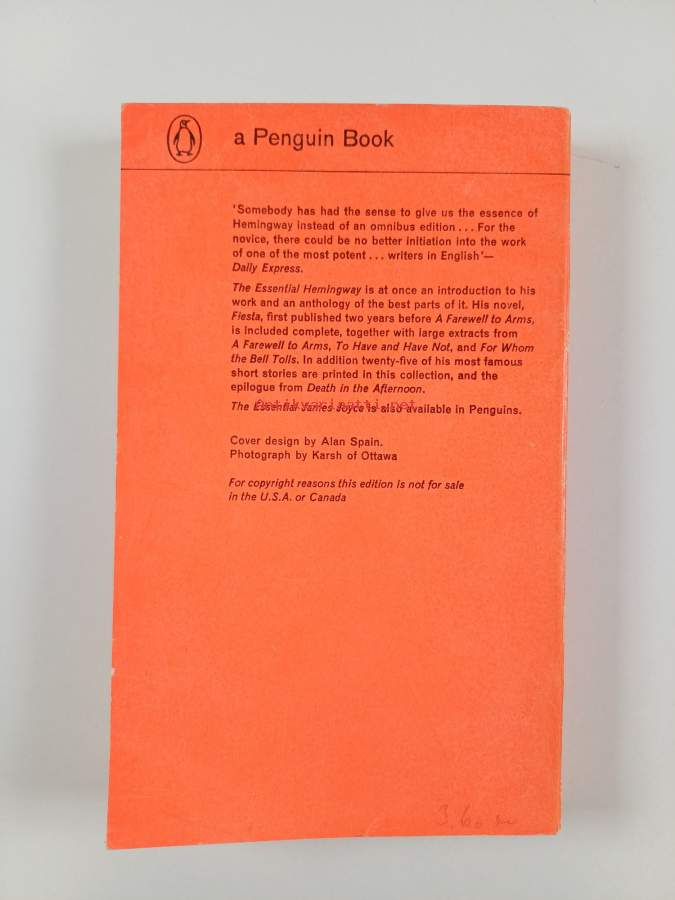 a Penguin Book
'Somebody has had the sense to give us the essence of
Hemingway instead of an omnibus edition ... For the
novice, there could be no better initiation into the work
of one of the most potent ... writers in English'—
Daily Express.
The Essential Hemingway is at once an introduction to his
work and an anthology of the best parts of it. His novel,
Fiesta, first published two years before A Farewell to Arms,
is included complete, together with large extracts from
A Farewell to Arms, To Have and Have Not, and For Whom
the Bell Tolls. In addition twenty-five of his most famous
short stories are printed in this collection, and the
epilogue from Death in the Afternoon.
The Essential James Joyce is also available in Penguins.
antikvariaatti.net
Cover design by Alan Spain.
Photograph by Karsh of Ottawa
For copyright reasons this edition is not for sale
in the U.S.A. or Canada